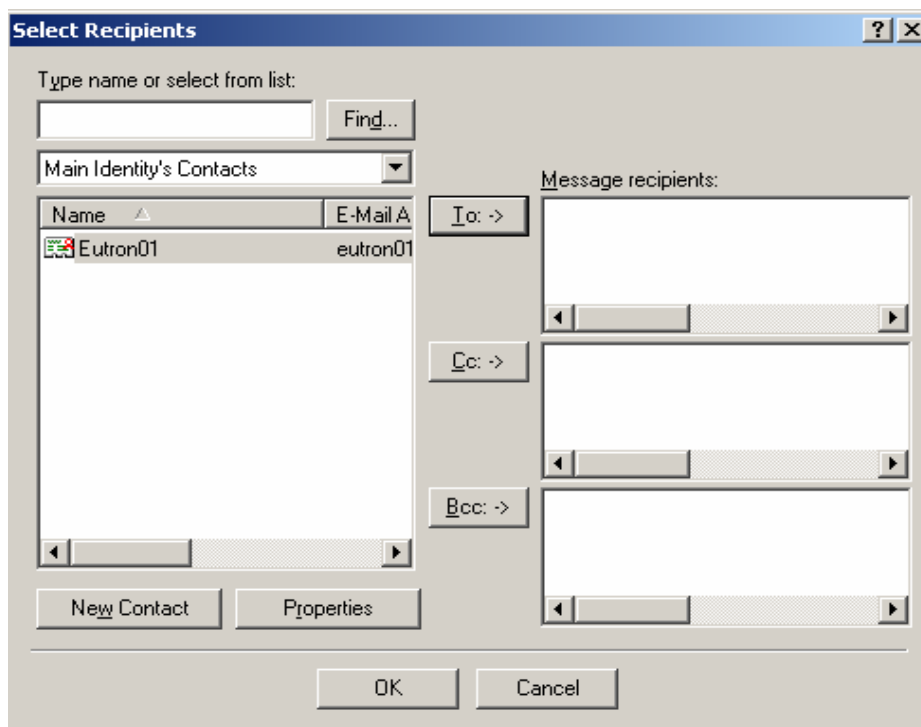 Select Recipients
Type name or select from list:
Find...
Main Identity's Contacts
Message recipients:
Name E-Mail A
To: ->
Eutron01 eutron01
Cc: ->
Bcc: ->
New Contact Properties
OK Cancel